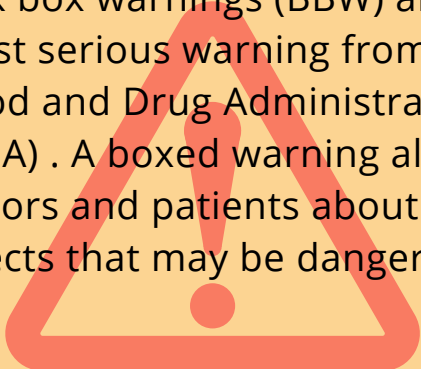 k box warnings (BBW) a
st serious warning from
od and Drug Administra
A) . A boxed warning al
ors and patients about
ects that may be danger